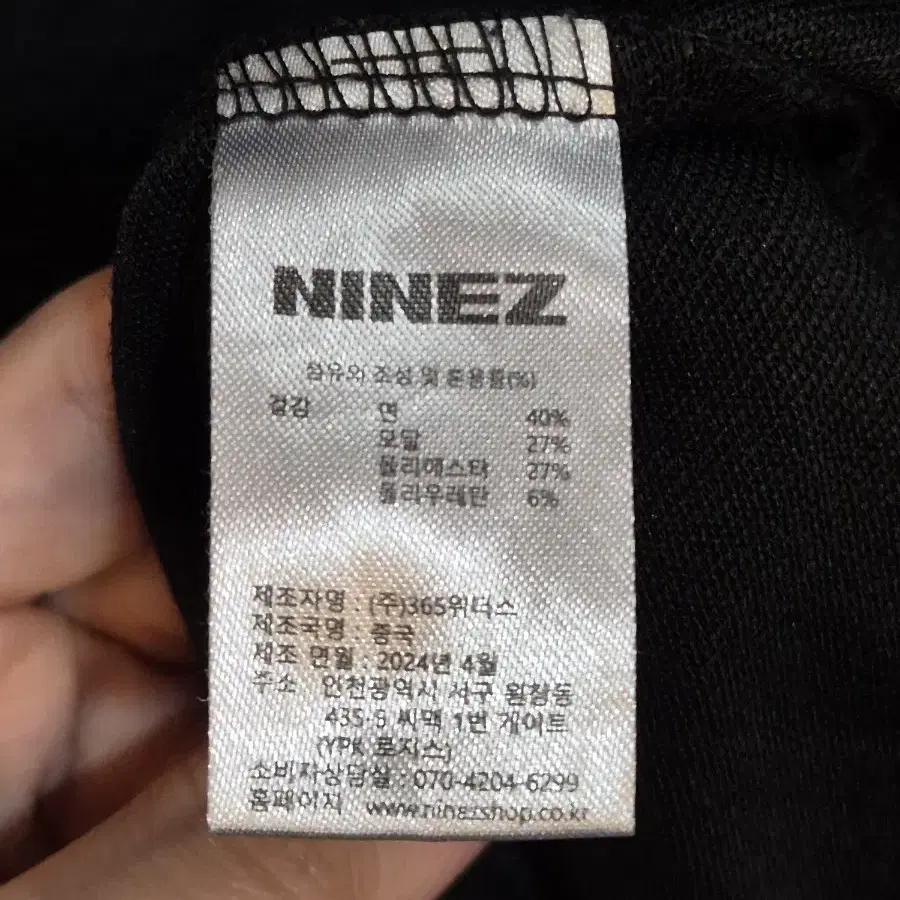 NINEZ
섬유의 조성 및 혼용률(%)
겉감 면 40%
모달 27%
폴리에스타 27%
폴리우레탄 6%
제조자명 : (주)365위더스
제조국명 : 중국
제조 연월 : 2024년 4월
주소 : 인천광역시 서구 원창동
435-5 씨맥 1번 게이트
(YPK 로지스)
소비자상담실 : 070-4204-6299
홈페이지 www.ninezshop.co.kr